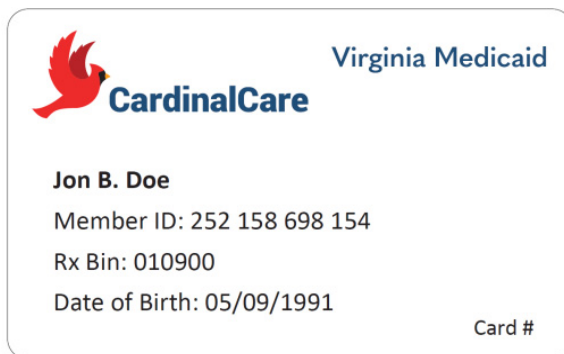 Virginia Medicaid
CardinalCare
Jon B. Doe
Member ID: 252 158 698 154
Rx Bin: 010900
Date of Birth: 05/09/1991
Card #